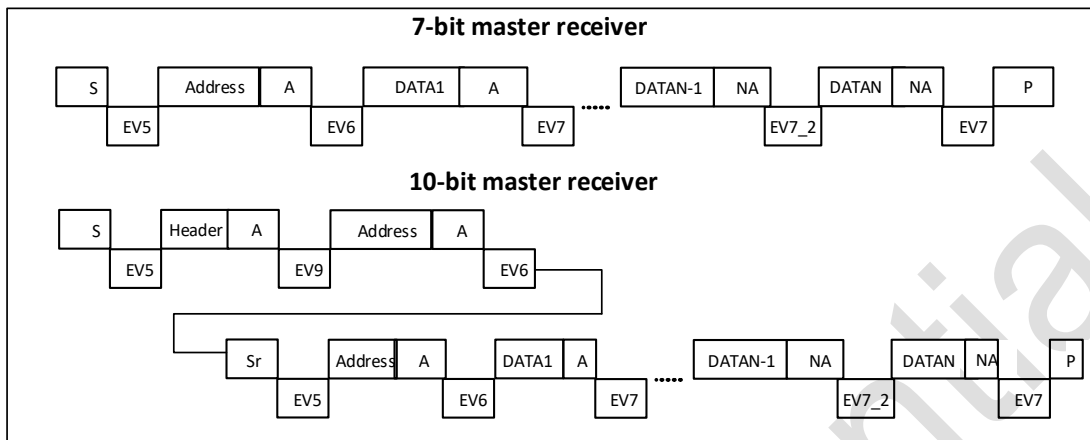 7-bit master receiver
S Address A DATA1 A ..... DATAN-1 NA DATAN NA P
EV5 EV6 EV7 EV7_2 EV7
10-bit master receiver
S Header A Address A
EV5 EV9 EV6
Sr Address A DATA1 A ..... DATAN-1 NA DATAN NA P
EV5 EV6 EV7 EV7_2 EV7
ntial